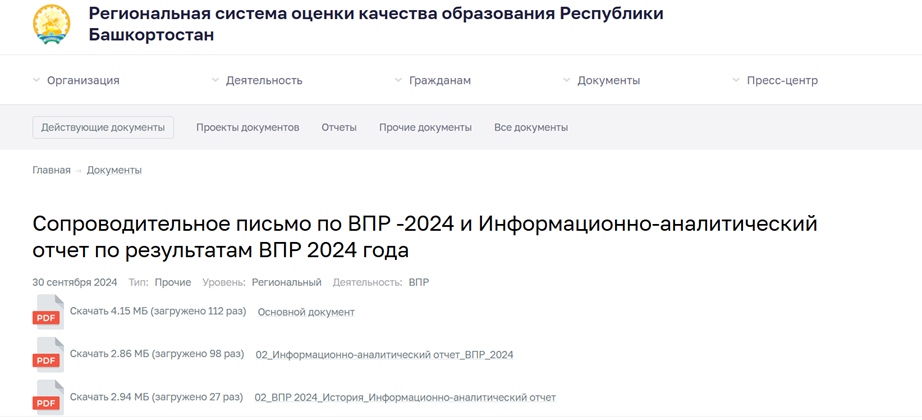 Региональная система оценки качества образования Республики
Башкортостан
Организация Деятельность Гражданам Документы Пресс-центр
Действующие документы Проекты документов Отчеты Прочие документы Все документы
Главная → Документы
Сопроводительное письмо по ВПР -2024 и Информационно-аналитический
отчет по результатам ВПР 2024 года
30 сентября 2024 Тип: Прочие Уровень: Региональный Деятельность: ВПР
PDF Скачать 4.15 МБ (загружено 112 раз) Основной документ
PDF Скачать 2.86 МБ (загружено 98 раз) 02_Информационно-аналитический отчет_ВПР_2024
PDF Скачать 2.94 МБ (загружено 27 раз) 02_ВПР 2024_История_Информационно-аналитический отчет